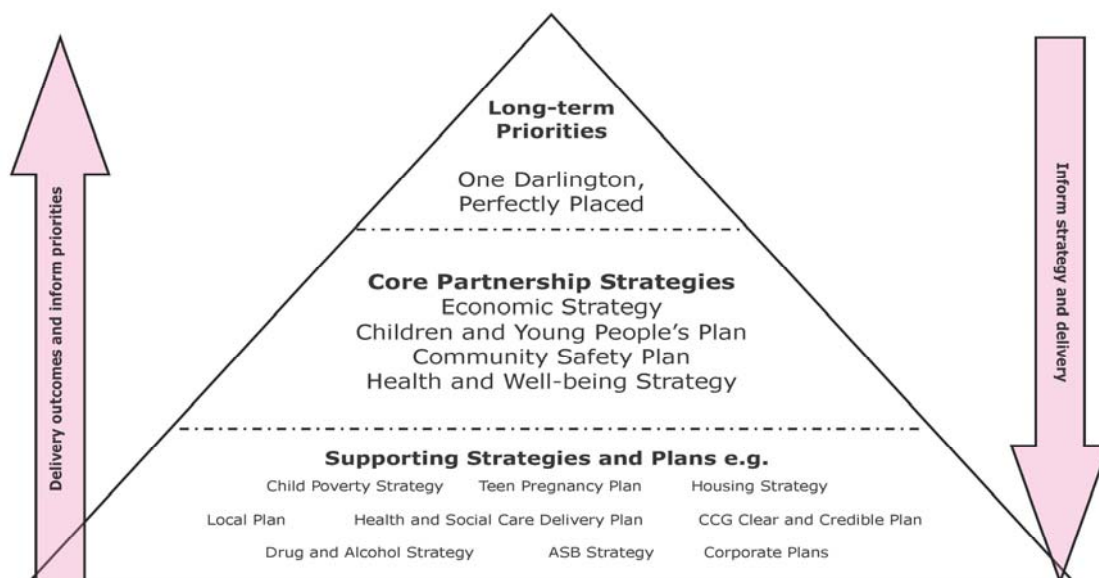 Long-term
Priorities
One Darlington,
Perfectly Placed
Core Partnership Strategies
Economic Strategy
Children and Young People’s Plan
Community Safety Plan
Health and Well-being Strategy
Supporting Strategies and Plans e.g.
Child Poverty Strategy Teen Pregnancy Plan Housing Strategy
Local Plan Health and Social Care Delivery Plan CCG Clear and Credible Plan
Drug and Alcohol Strategy ASB Strategy Corporate Plans
Delivery outcomes and inform priorities
Inform strategy and delivery